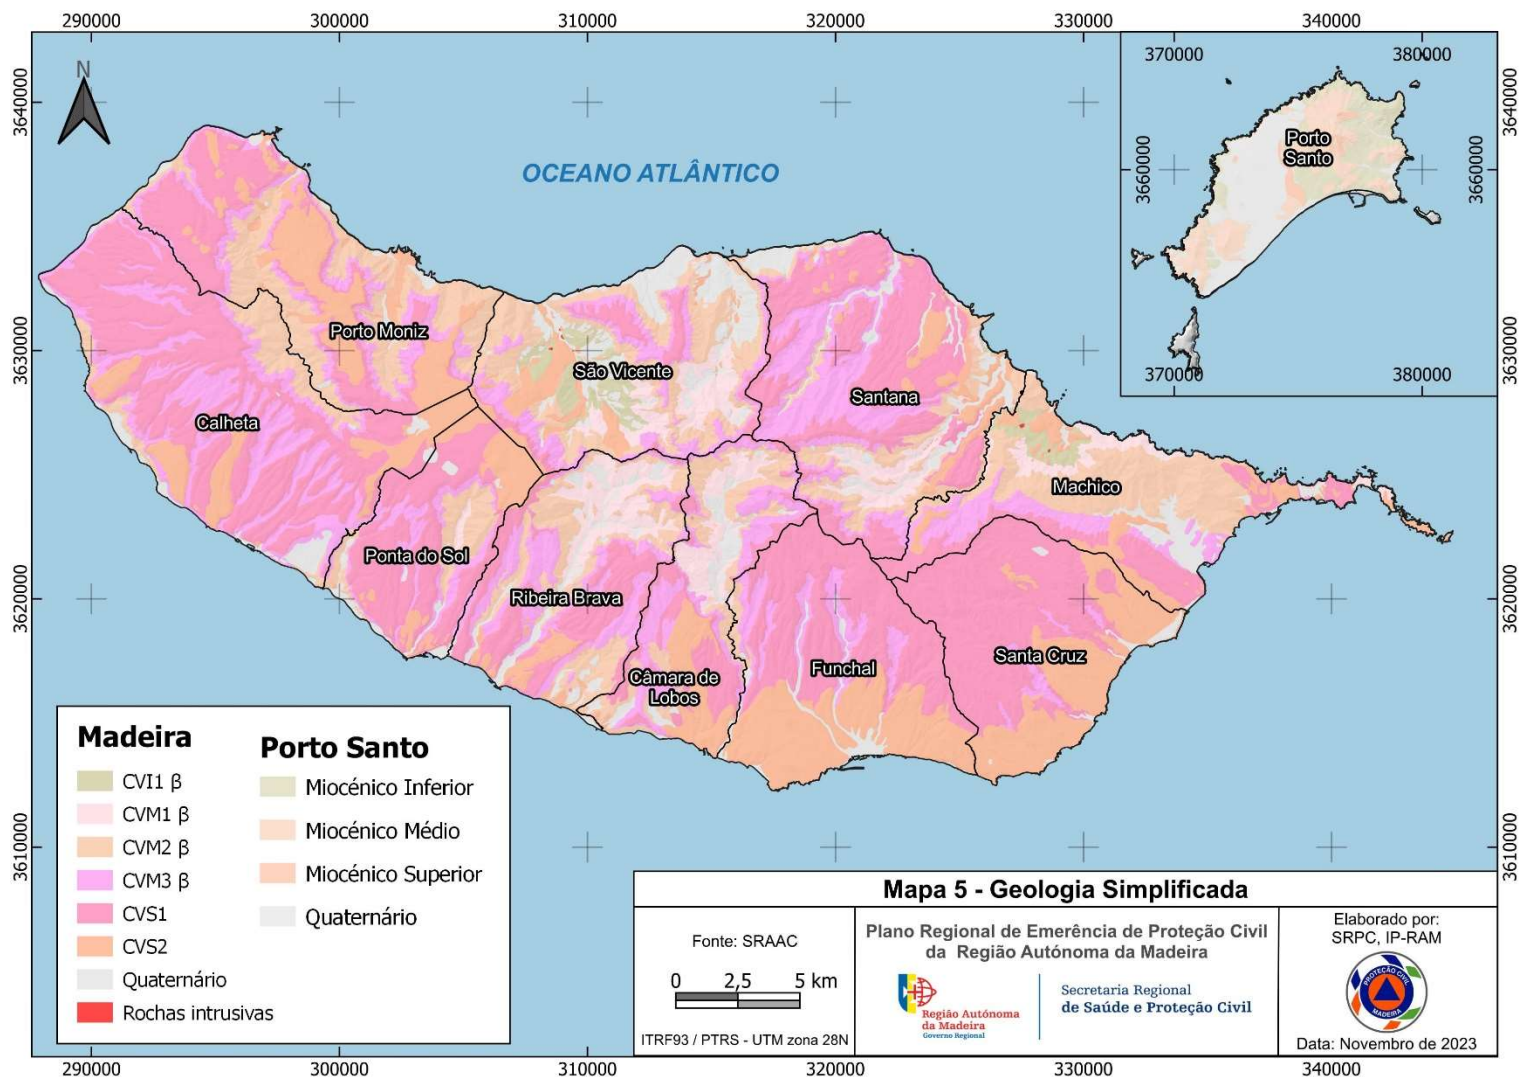 290000
300000
310000
320000
330000
340000
370000
380000
N
3640000
3640000
OCEANO ATLÂNTICO
Porto
Santo
3660000
3660000
Porto Moniz
São Vicente
3630000
3630000
Santana
370000
380000
Calheta
Machico
Ponta do Sol
Ribeira Brava
3620000
3620000
Câmara de
Lobos
Funchal
Santa Cruz
Madeira
CVI1 β
CVM1 β
CVM2 β
CVM3 β
CVS1
CVS2
Quaternário
Rochas intrusivas
Porto Santo
Miocénico Inferior
Miocénico Médio
Miocénico Superior
Quaternário
3610000
3610000
Mapa 5 - Geologia Simplificada
Fonte: SRAAC
0 2,5 5 km
ITRF93 / PTRS - UTM zona 28N
Plano Regional de Emerência de Proteção Civil
da Região Autónoma da Madeira
Região Autónoma
da Madeira
Governo Regional
Secretaria Regional
de Saúde e Proteção Civil
Elaborado por:
SRPC, IP-RAM
PROTEÇÃO CIVIL
MADEIRA
Data: Novembro de 2023
290000
300000
310000
320000
330000
340000